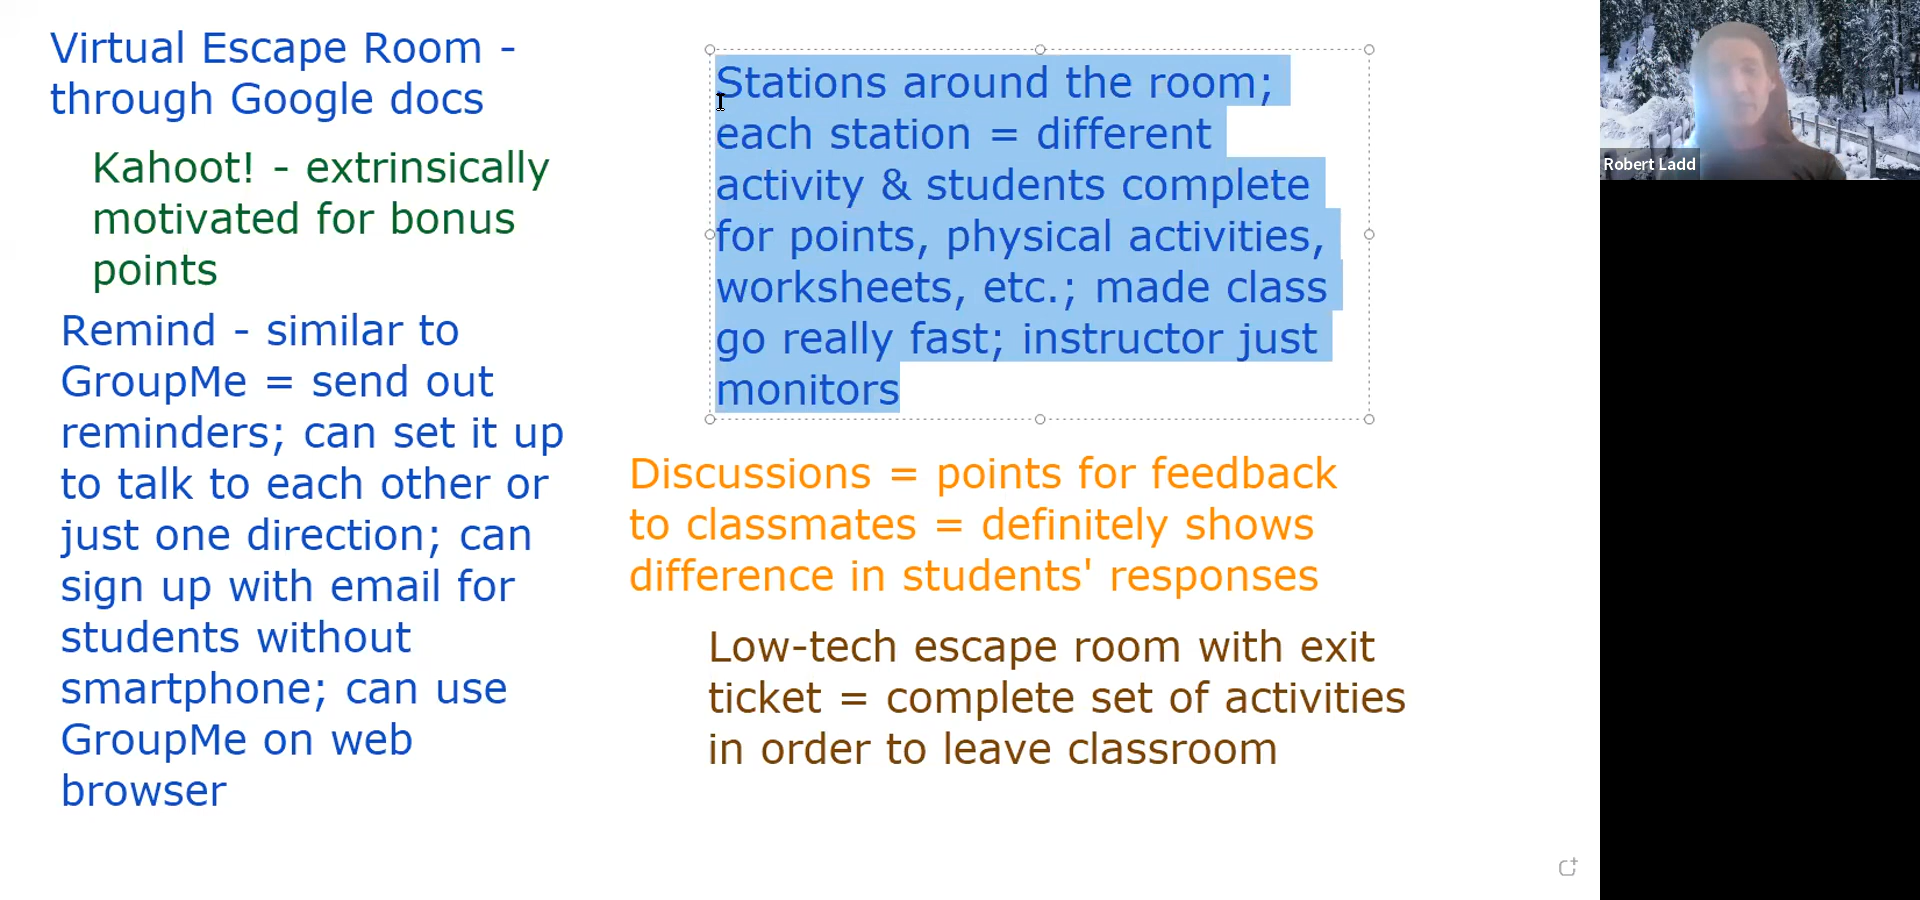 Virtual Escape Room -
through Google docs
Kahoot! - extrinsically
motivated for bonus
points
Remind - similar to
GroupMe = send out
reminders; can set it up
to talk to each other or
just one direction; can
sign up with email for
students without
smartphone; can use
GroupMe on web
browser
Stations around the room;
each station = different
activity & students complete
for points, physical activities,
worksheets, etc.; made class
go really fast; instructor just
monitors
Discussions = points for feedback
to classmates = definitely shows
difference in students' responses
Low-tech escape room with exit
ticket = complete set of activities
in order to leave classroom
Robert Ladd